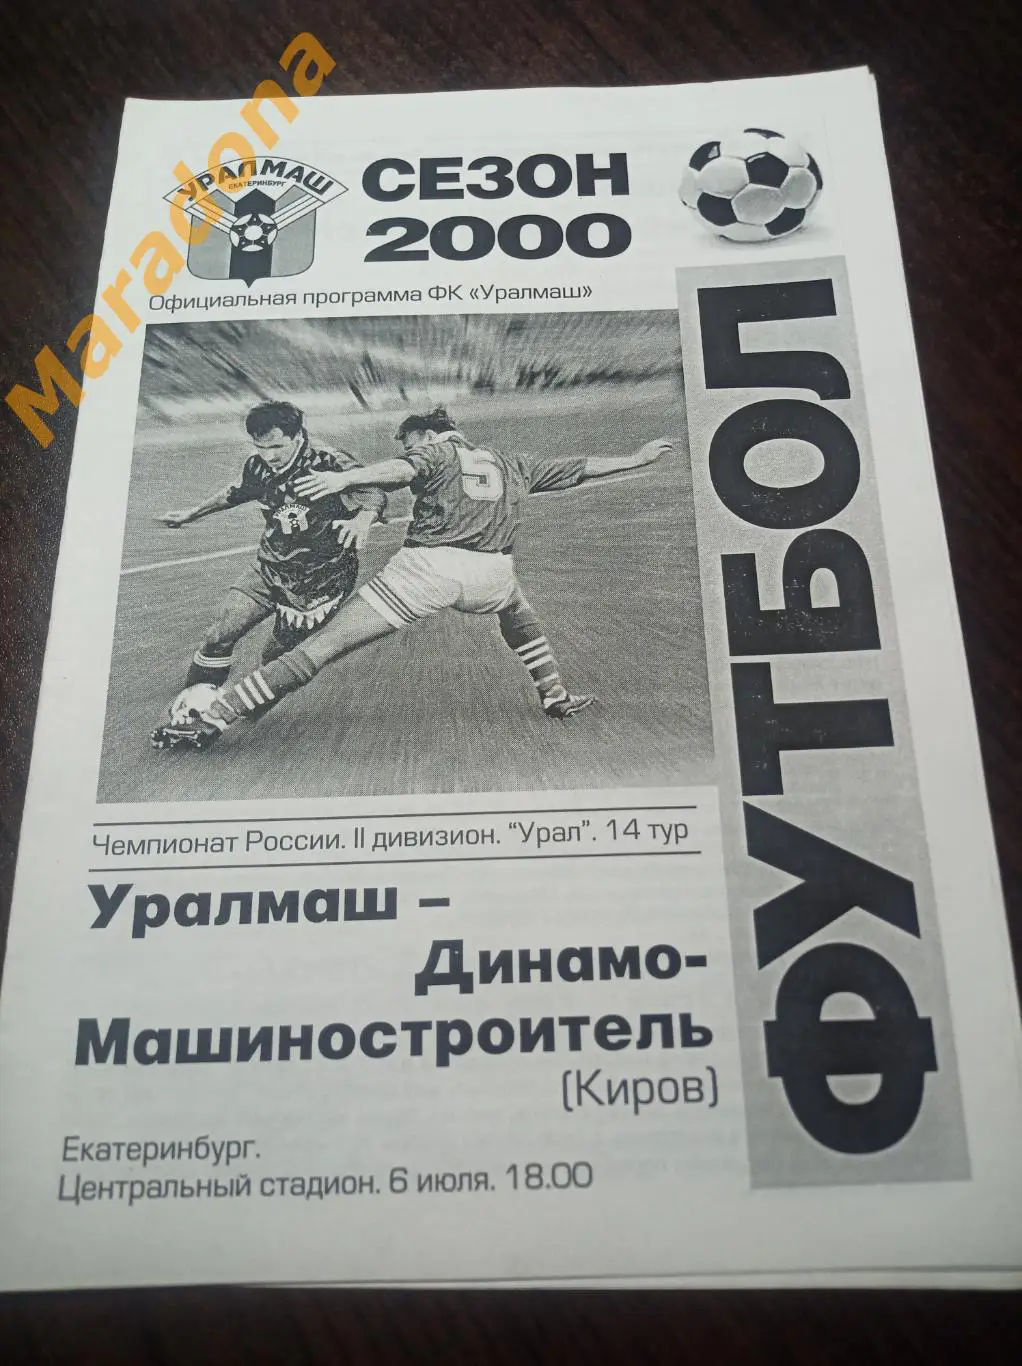 Maradona
УРАЛМАШ
ЕКАТЕРИНБУРГ
СЕЗОН
2000
Официальная программа ФК «Уралмаш»
ФУТБОЛ
5
Чемпионат России. II дивизион. "Урал". 14 тур
Уралмаш –
Динамо-
Машиностроитель
(Киров)
Екатеринбург.
Центральный стадион. 6 июля. 18.00